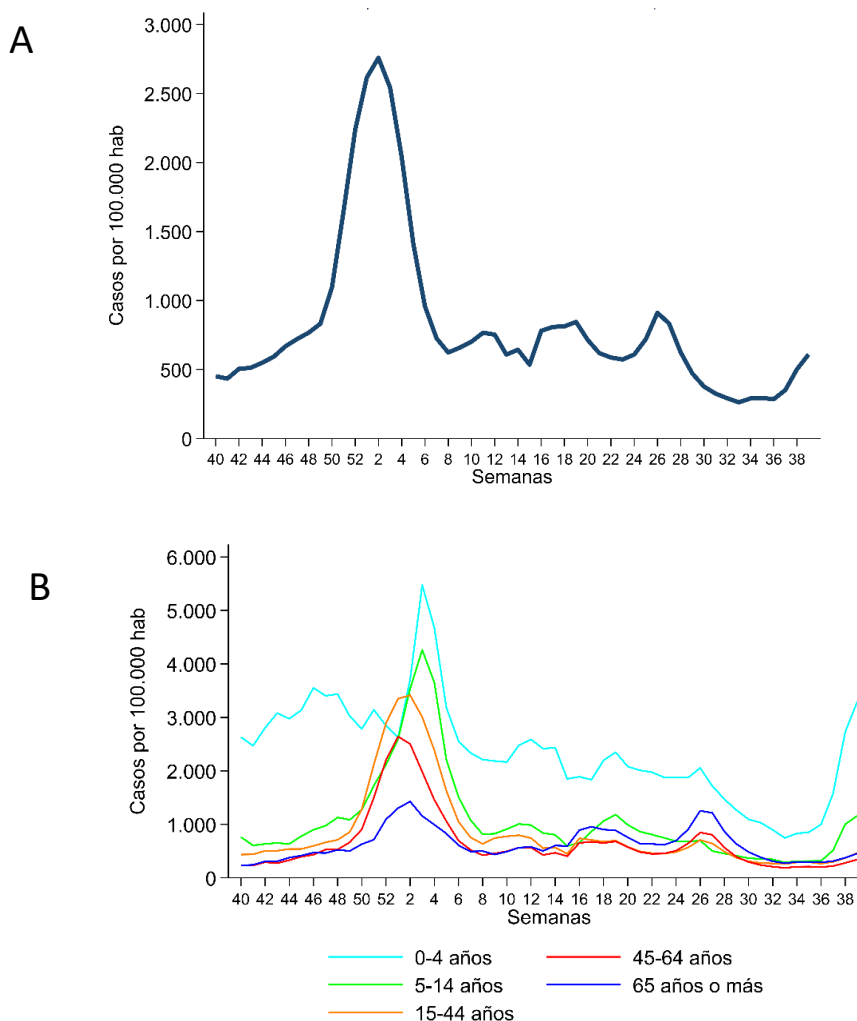 A
3.000
2.500
2.000
1.500
1.000
500
0
Casos por 100.000 hab
40 42 44 46 48 50 52 2 4 6 8 10 12 14 16 18 20 22 24 26 28 30 32 34 36 38
Semanas
B
6.000
5.000
4.000
3.000
2.000
1.000
0
Casos por 100.000 hab
40 42 44 46 48 50 52 2 4 6 8 10 12 14 16 18 20 22 24 26 28 30 32 34 36 38
Semanas
0-4 años 45-64 años
5-14 años 65 años o más
15-44 años